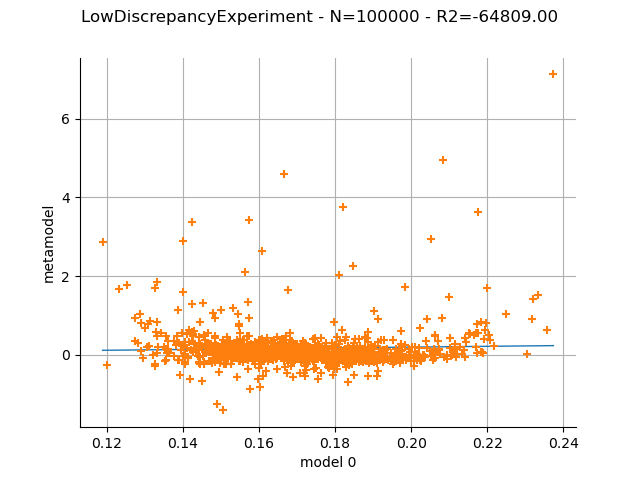 LowDiscrepancyExperiment - N=100000 - R2=-64809.00
6
4
2
0
metamodel
0.12 0.14 0.16 0.18 0.20 0.22 0.24
model 0